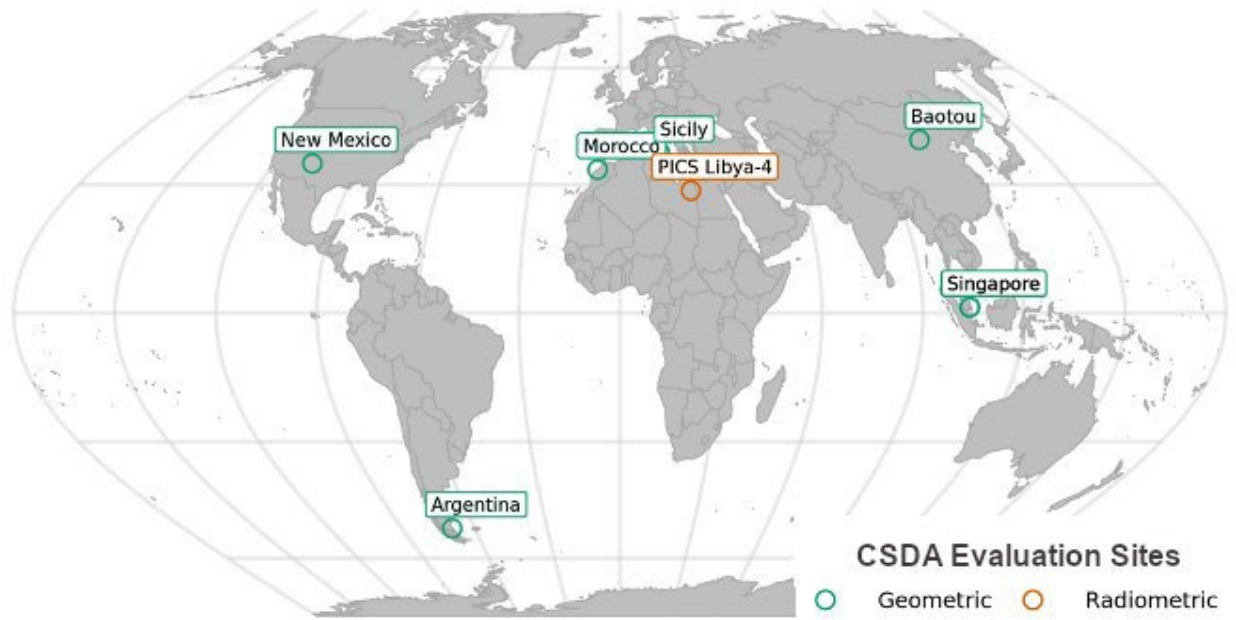 Baotou
Sicily
New Mexico
Morocco
PICS Libya-4
Singapore
Argentina
CSDA Evaluation Sites
Geometric
Radiometric